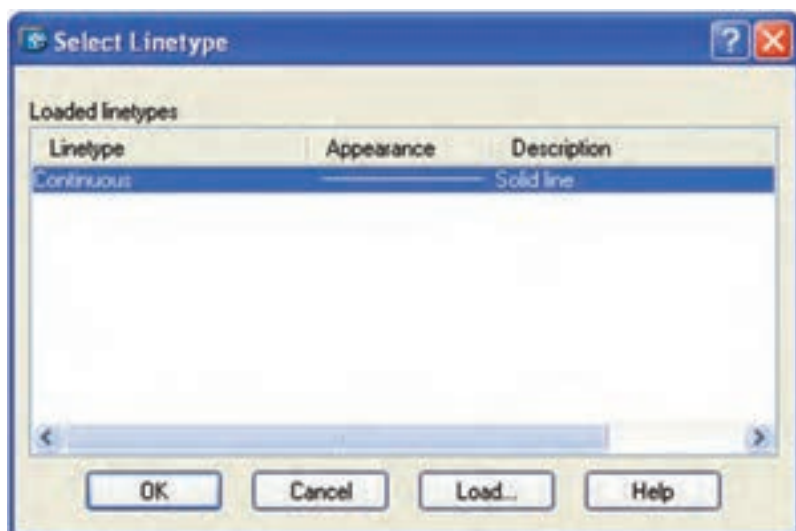 Select Linetype
Loaded linetypes
Linetype Appearance Description
Continuous Solid line
OK Cancel Load... Help